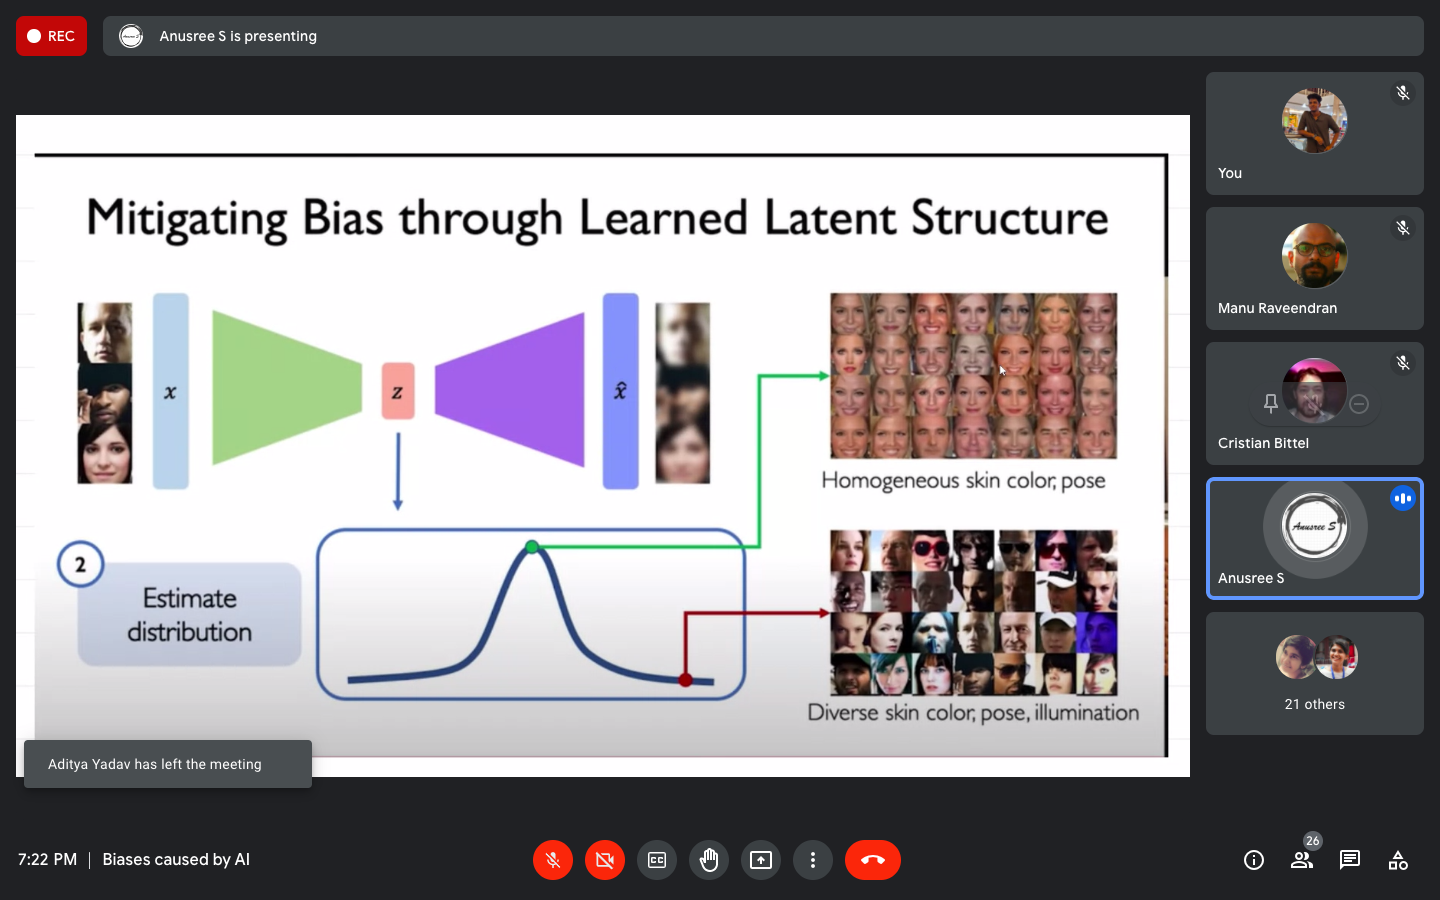 REC
Anusree S is presenting
Mitigating Bias through Learned Latent Structure
x
z
x̂
Homogeneous skin color, pose
2
Estimate
distribution
Diverse skin color, pose, illumination
Aditya Yadav has left the meeting
You
Manu Raveendran
Cristian Bittel
Anusree S
Anusree S
21 others
7:22 PM | Biases caused by AI
CC
26